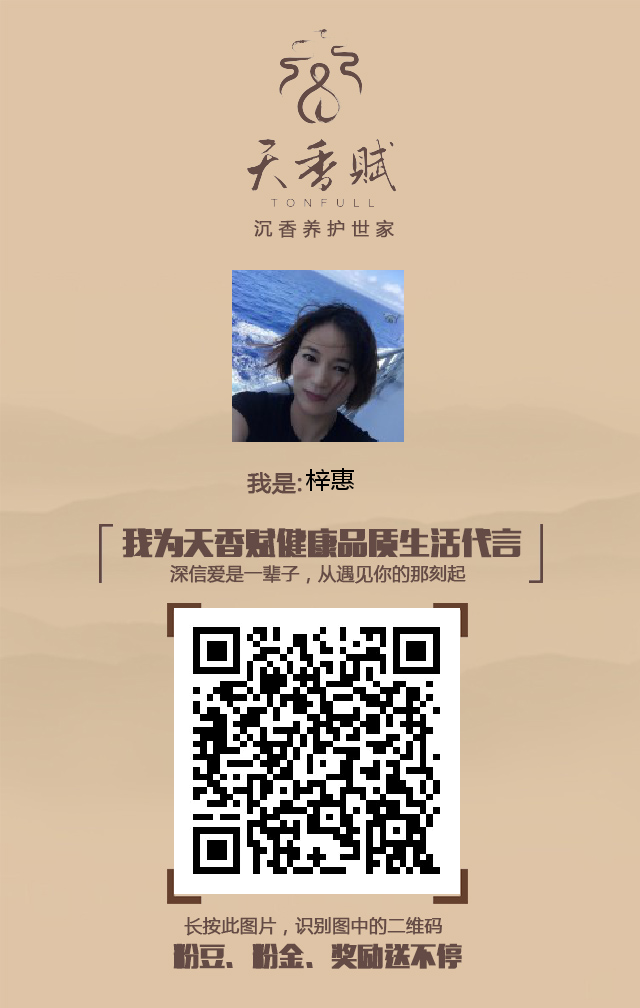 天香赋
TONFULL
沉香养护世家
我是:梓惠
我为天香赋健康品质生活代言
深信爱是一辈子，从遇见你的那刻起
长按此图片，识别图中的二维码
粉豆、粉金、奖励送不停